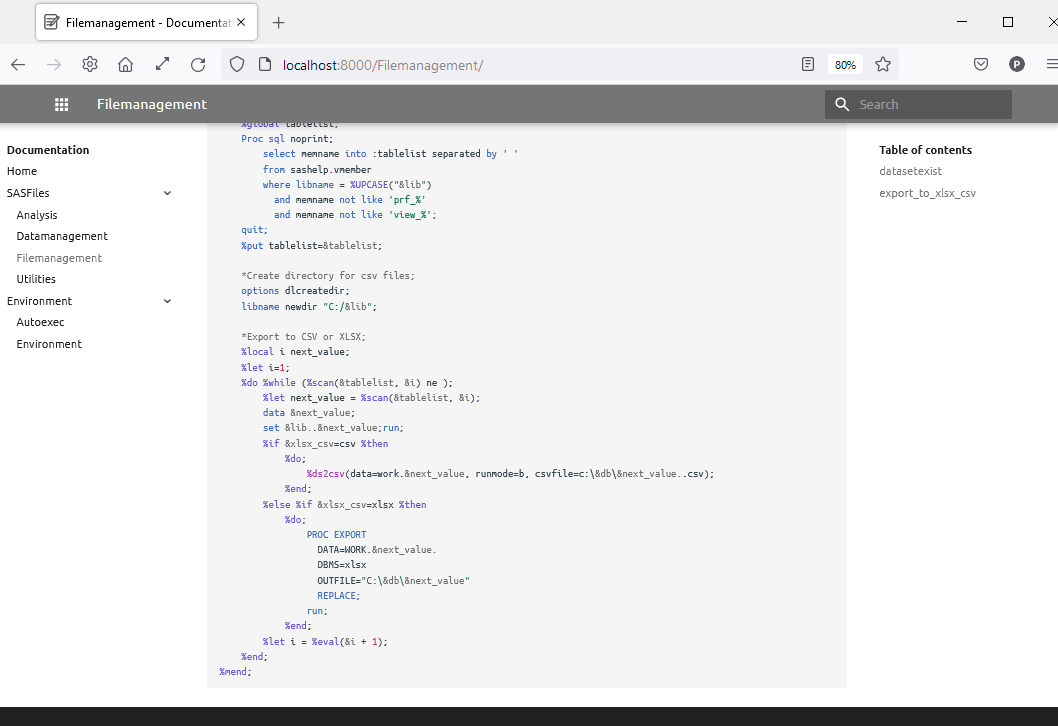 Filemanagement - Documentati
localhost:8000/Filemanagement/
80%
P
Filemanagement
Search
Documentation
Home
SASFiles
Analysis
Datamanagement
Filemanagement
Utilities
Environment
Autoexec
Environment
%global tablelist;
Proc sql noprint;
select memname into :tablelist separated by ' '
from sashelp.vmember
where libname = %UPCASE("&lib")
and memname not like 'prf_%'
and memname not like 'view_%';
quit;
%put tablelist=&tablelist;
*Create directory for csv files;
options dlcreatedir;
libname newdir "C:/&lib";
*Export to CSV or XLSX;
%local i next_value;
%let i=1;
%do %while (%scan(&tablelist, &i) ne );
%let next_value = %scan(&tablelist, &i);
data &next_value;
set &lib..&next_value;run;
%if &xlsx_csv=csv %then
%do;
%ds2csv(data=work.&next_value, runmode=b, csvfile=c:\&db\&next_value..csv);
%end;
%else %if &xlsx_csv=xlsx %then
%do;
PROC EXPORT
DATA=WORK.&next_value.
DBMS=xlsx
OUTFILE="C:\&db\&next_value"
REPLACE;
run;
%end;
%let i = %eval(&i + 1);
%end;
%mend;
Table of contents
datasetexist
export_to_xlsx_csv